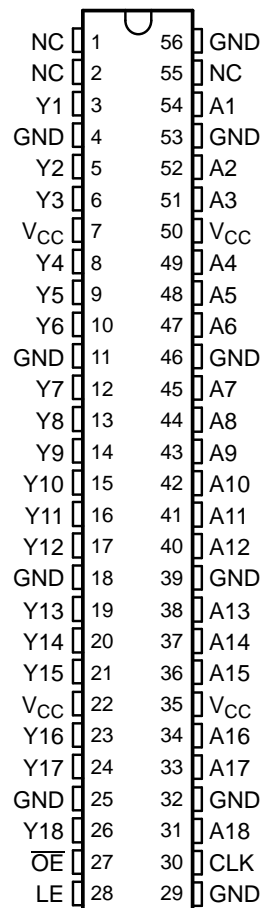 NC 1 56 GND
NC 2 55 NC
Y1 3 54 A1
GND 4 53 GND
Y2 5 52 A2
Y3 6 51 A3
VCC 7 50 VCC
Y4 8 49 A4
Y5 9 48 A5
Y6 10 47 A6
GND 11 46 GND
Y7 12 45 A7
Y8 13 44 A8
Y9 14 43 A9
Y10 15 42 A10
Y11 16 41 A11
Y12 17 40 A12
GND 18 39 GND
Y13 19 38 A13
Y14 20 37 A14
Y15 21 36 A15
VCC 22 35 VCC
Y16 23 34 A16
Y17 24 33 A17
GND 25 32 GND
Y18 26 31 A18
OE 27 30 CLK
LE 28 29 GND